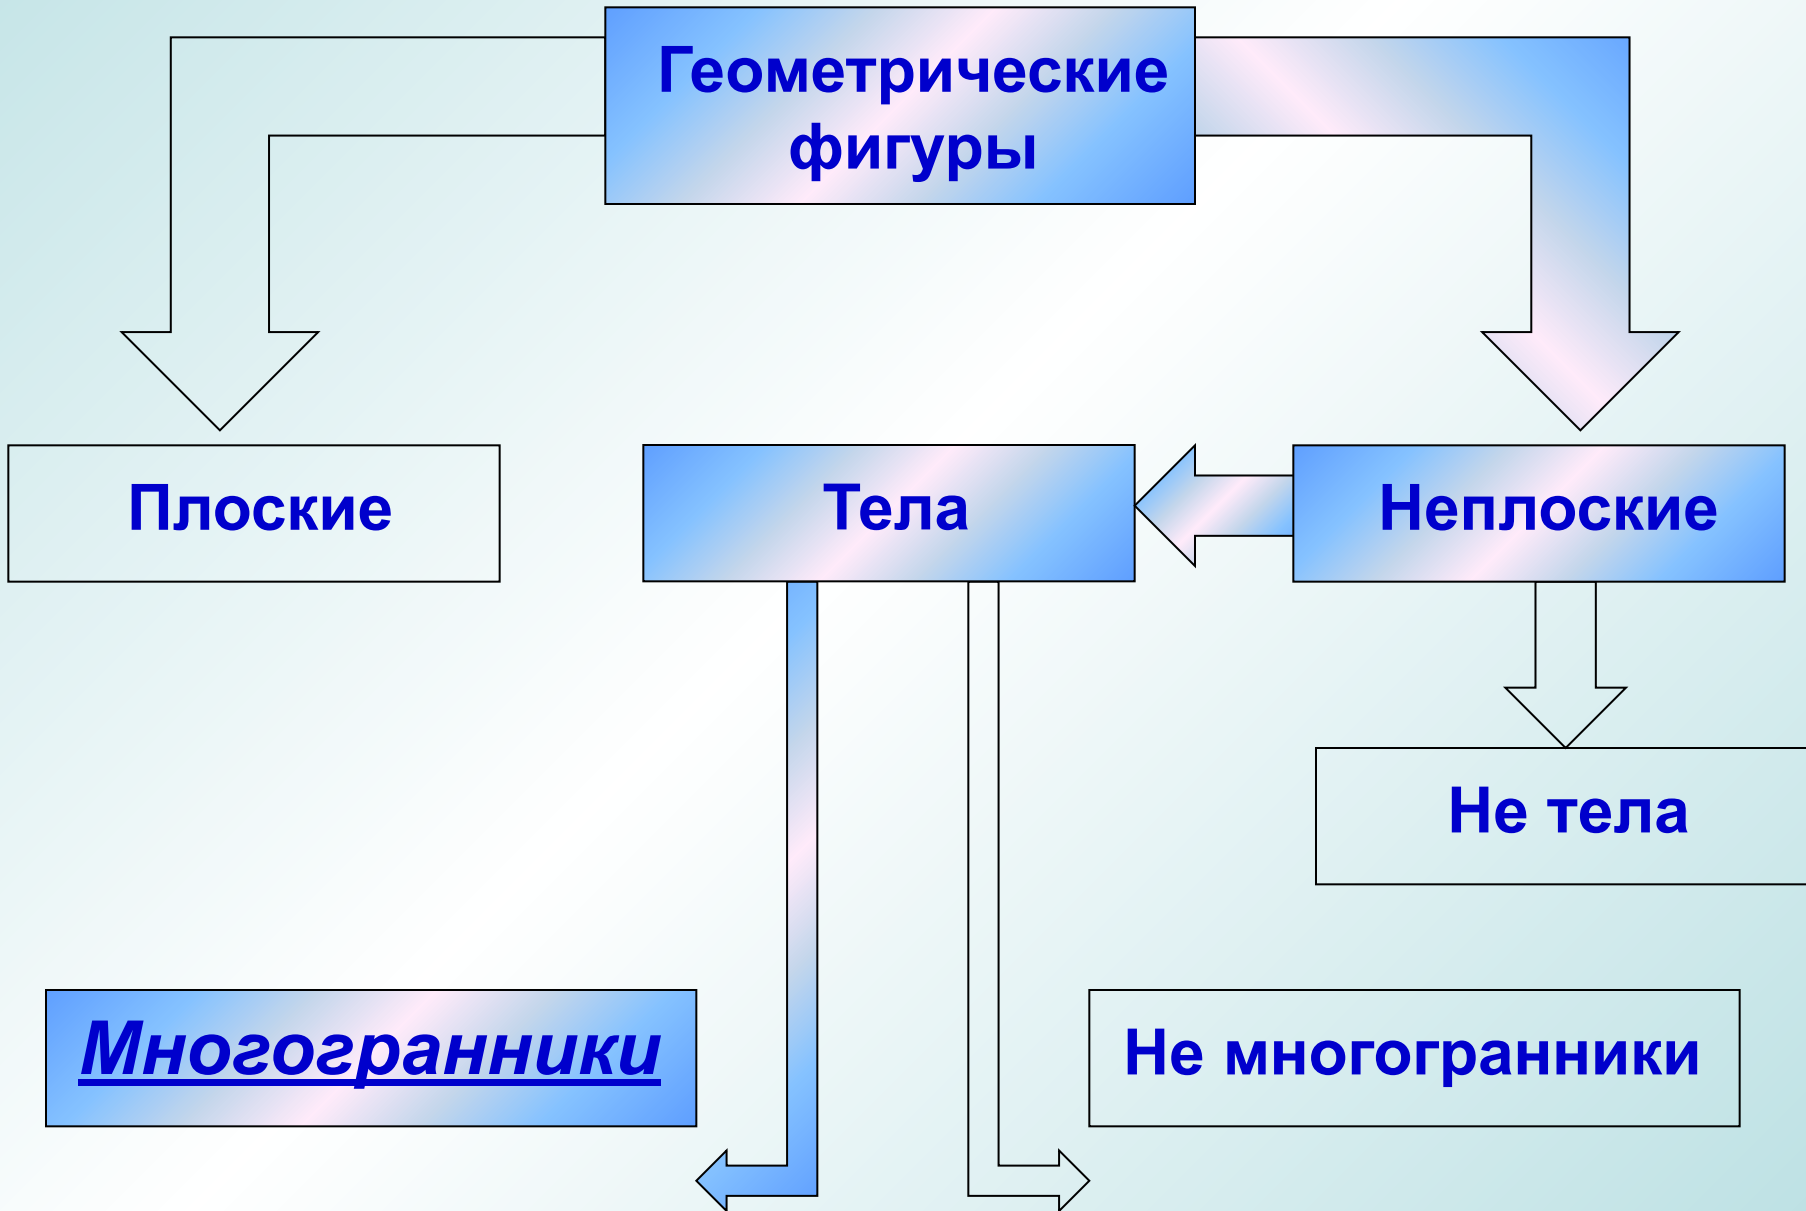 Геометрические
фигуры
Плоские
Тела
Неплоские
Не тела
Многогранники
Не многогранники